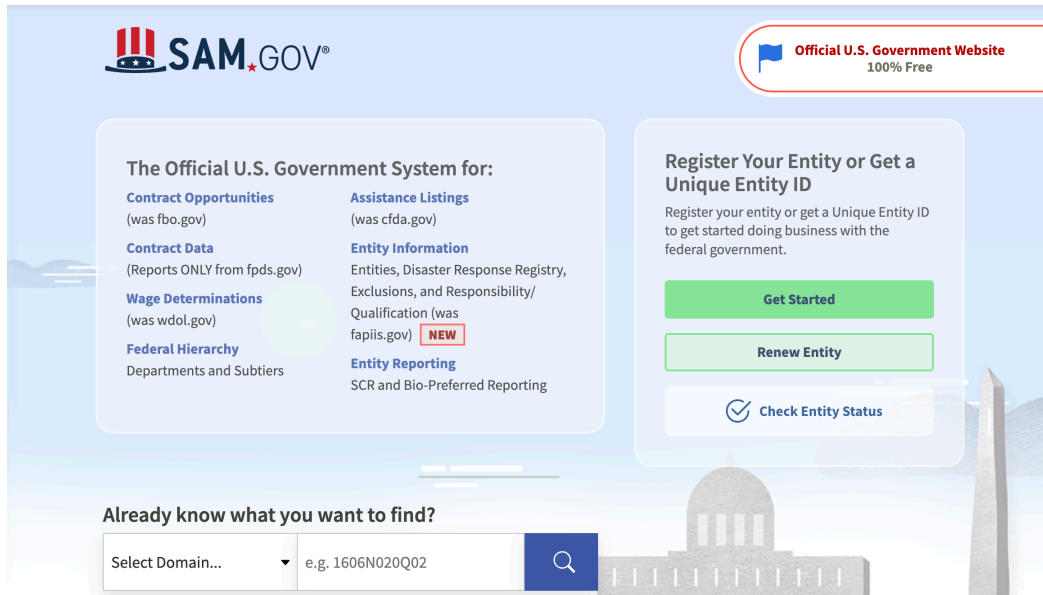 SAM.GOV®
Official U.S. Government Website
100% Free
The Official U.S. Government System for:
Contract Opportunities
(was fbo.gov)
Contract Data
(Reports ONLY from fpds.gov)
Wage Determinations
(was wdol.gov)
Federal Hierarchy
Departments and Subtiers
Assistance Listings
(was cfda.gov)
Entity Information
Entities, Disaster Response Registry,
Exclusions, and Responsibility/
Qualification (was
fapiis.gov) NEW
Entity Reporting
SCR and Bio-Preferred Reporting
Register Your Entity or Get a
Unique Entity ID
Register your entity or get a Unique Entity ID
to get started doing business with the
federal government.
Get Started
Renew Entity
Check Entity Status
Already know what you want to find?
Select Domain... e.g. 1606N020Q02